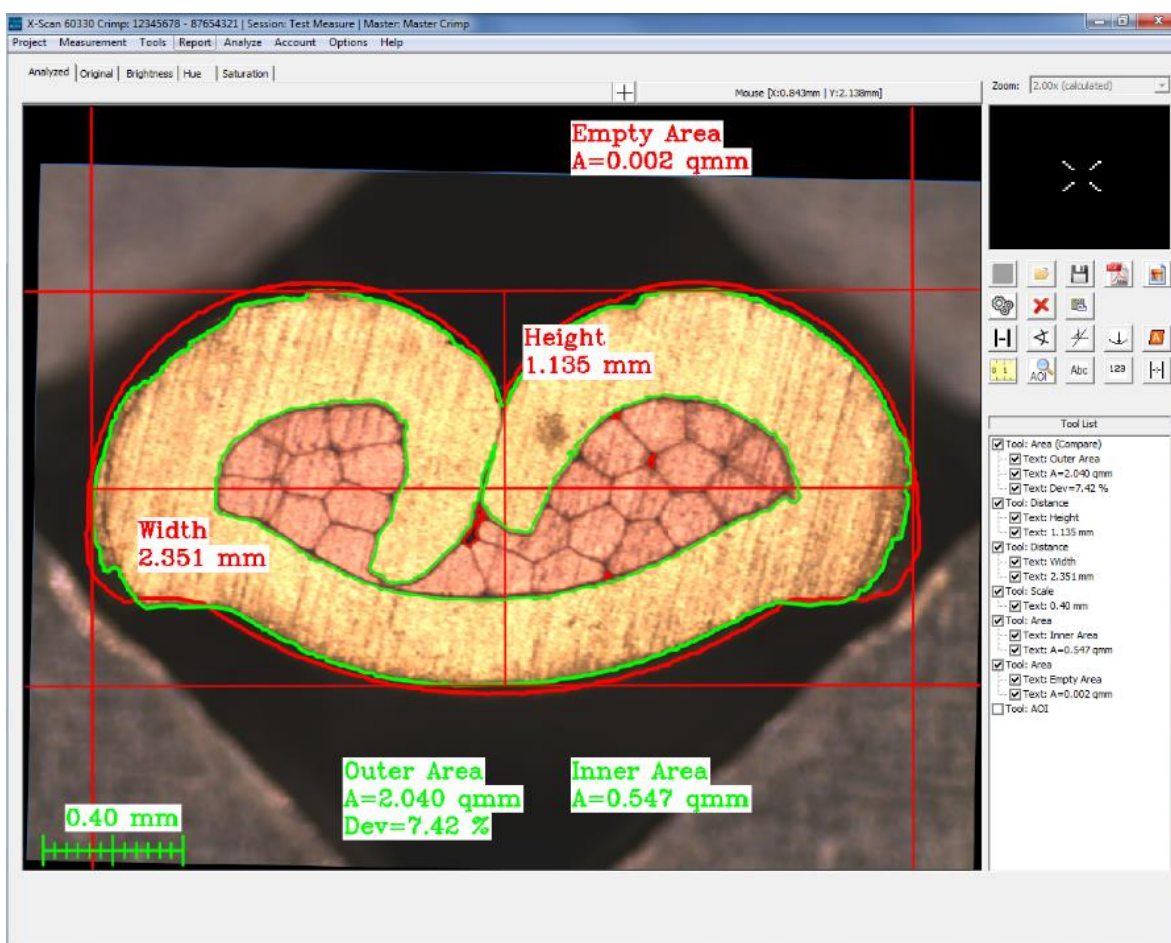 X-Scan 60330 Crimp: 12345678 - 87654321 | Session: Test Measure | Master: Master Crimp
Project Measurement Tools Report Analyze Account Options Help
Analyzed Original Brightness Hue Saturation
Mouse [X:0.843mm | Y:2.138mm]
Zoom: 2.00x (calculated)
Empty Area
A=0.002 qmm
Height
1.135 mm
Width
2.351 mm
Outer Area
A=2.040 qmm
Dev=7.42 %
Inner Area
A=0.547 qmm
0.40 mm
AOI Abc 123
Tool List
Tool: Area (Compare)
Text: Outer Area
Text: A=2.040 qmm
Text: Dev=7.42 %
Tool: Distance
Text: Height
Text: 1.135 mm
Tool: Distance
Text: Width
Text: 2.351 mm
Tool: Scale
Text: 0.40 mm
Tool: Area
Text: Inner Area
Text: A=0.547 qmm
Tool: Area
Text: Empty Area
Text: A=0.002 qmm
Tool: AOI